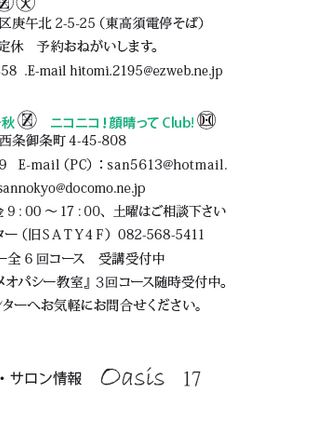 区庚午北 2-5-25（東高須電停そば）
定休　予約おねがいします。
58 .E-mail hitomi.2195@ezweb.ne.jp
秋 Ⓩ ニコニコ！顔晴って Club! Ⓗ
西条御条町 4-45-808
9 E-mail（PC）: san5613@hotmail.
sannokyo@docomo.ne.jp
金 9 : 00 〜 17 : 00、土曜はご相談下さい
ター（旧SATY4F）082-568-5411
ー全 6 回コース　受講受付中
メオパシー教室』3回コース随時受付中。
ンターへお気軽にお問合せください。
・サロン情報 Oasis 17